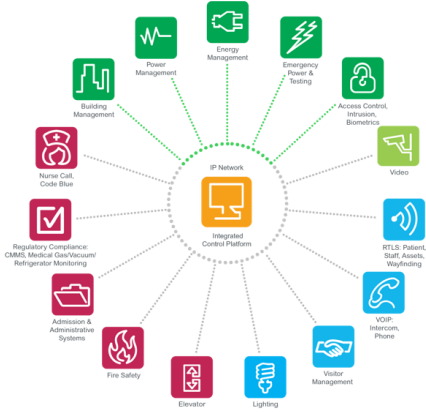 Energy
Management
Power
Management
Emergency
Power &
Testing
Building
Management
Access Control,
Intrusion,
Biometrics
Nurse Call,
Code Blue
IP Network
Video
Integrated
Control Platform
Regulatory Compliance:
CMMS, Medical Gas/Vacuum/
Refrigerator Monitoring
RTLS: Patient,
Staff, Assets,
Wayfinding
Admission &
Administrative
Systems
VOIP:
Intercom,
Phone
Fire Safety
Visitor
Management
Elevator
Lighting